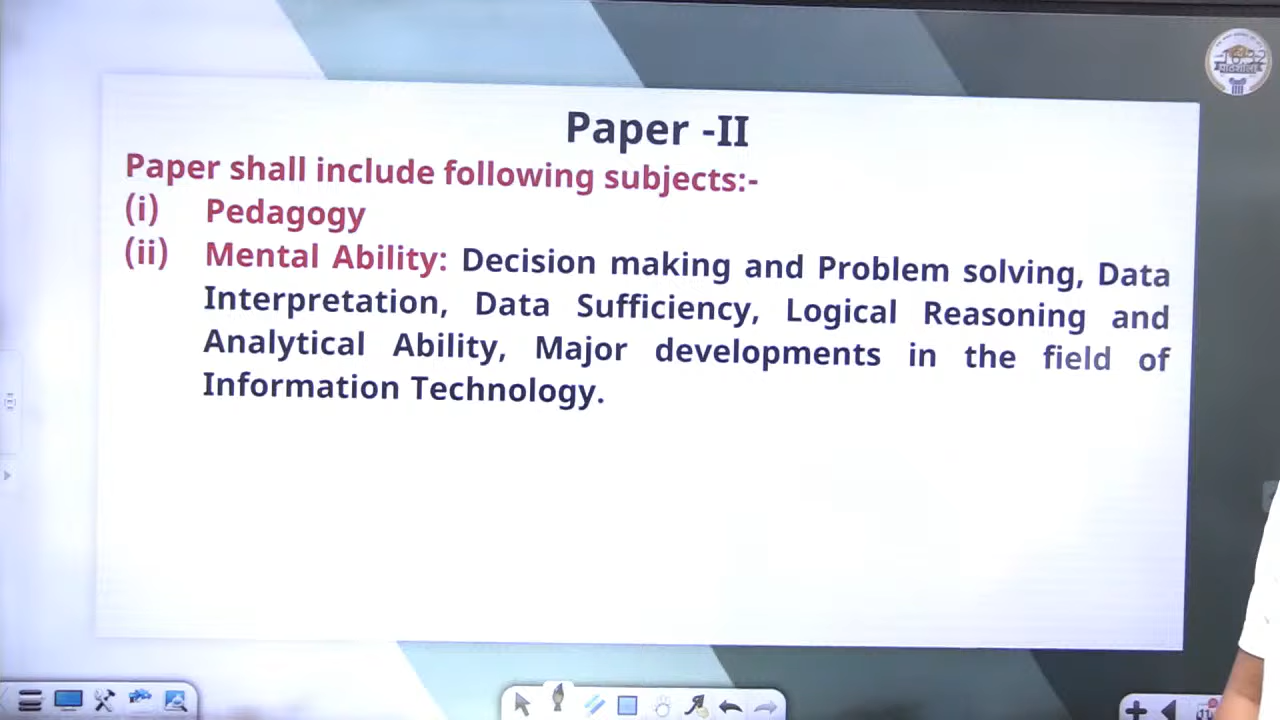 Paper -II
Paper shall include following subjects:-
(i) Pedagogy
(ii) Mental Ability: Decision making and Problem solving, Data
Interpretation, Data Sufficiency, Logical Reasoning and
Analytical Ability, Major developments in the field of
Information Technology.